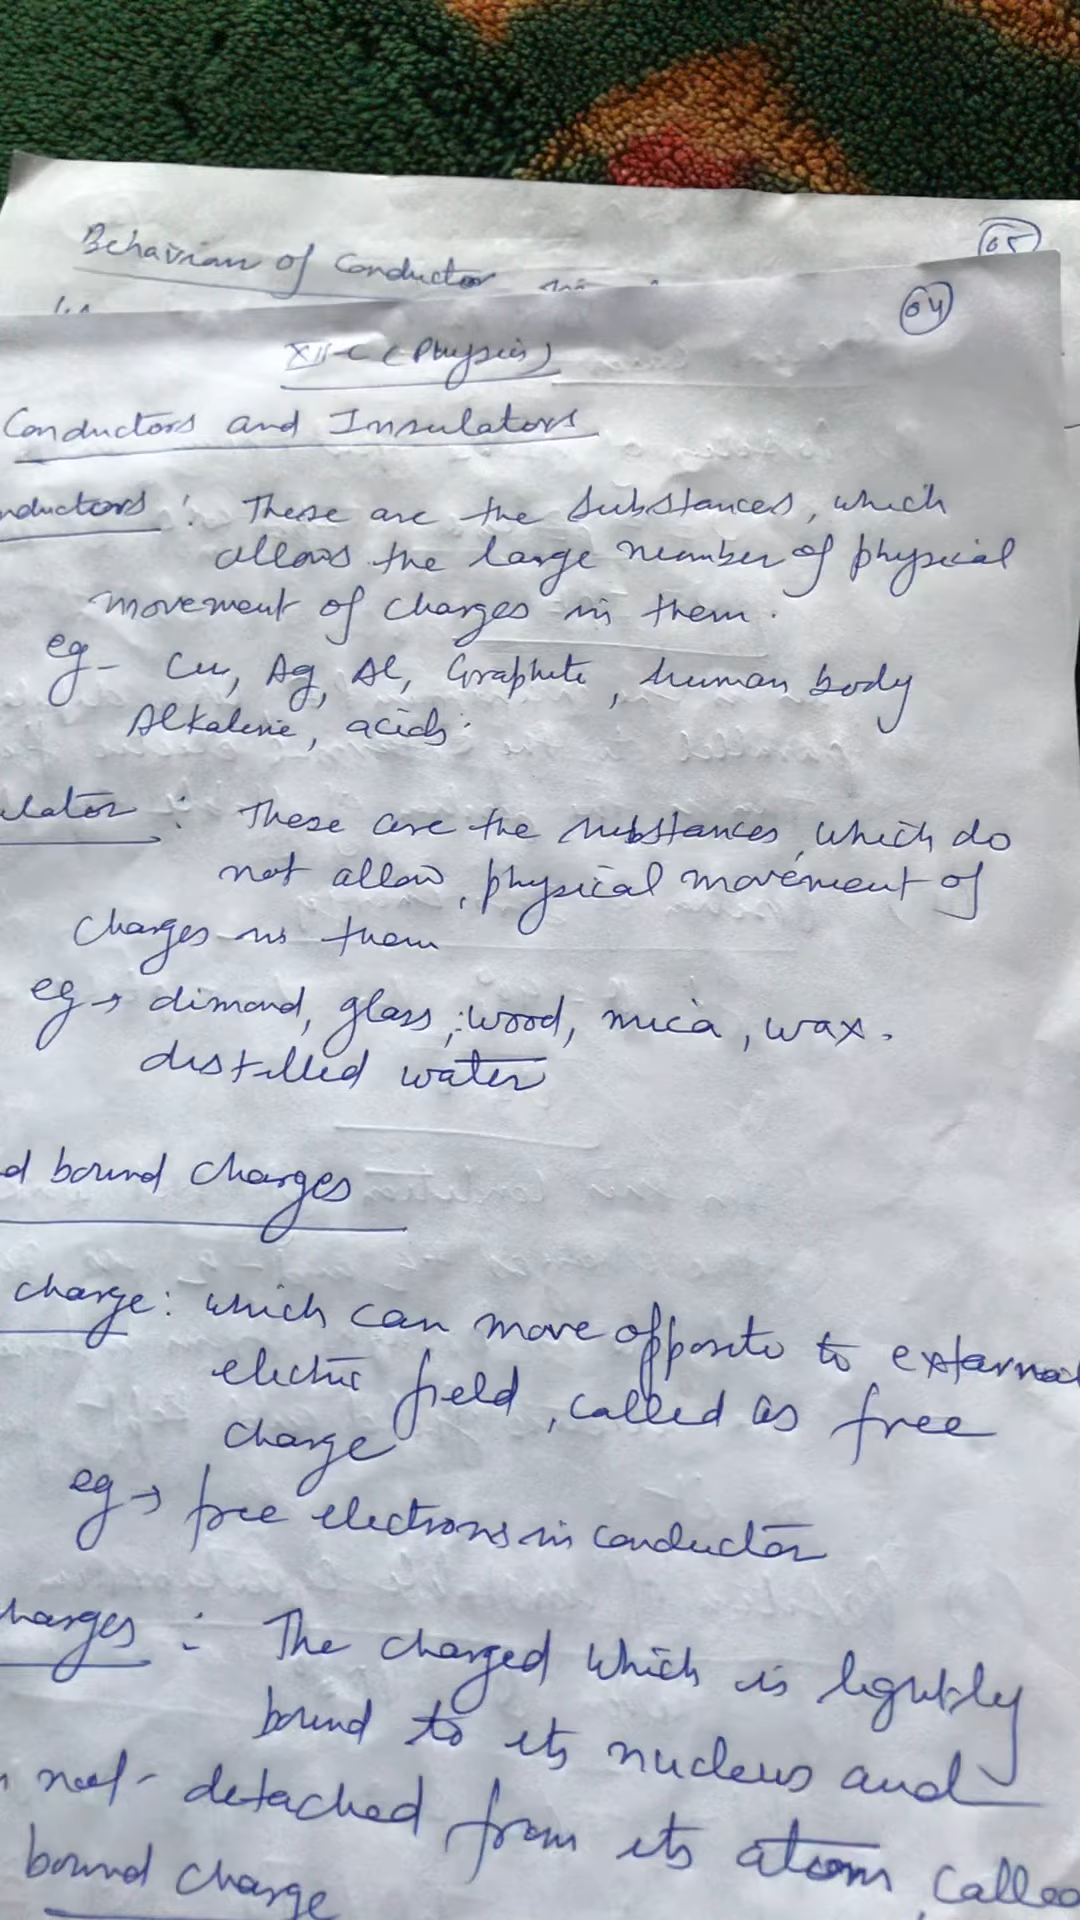 Behaviour of Conductor
05
04
XII-C (Physics)
Conductors and Insulators
nductors : These are the substances, which
allows the large number of physical
movement of charges in them.
eg- Cu, Ag, Al, Graphite, human body
Alkaline, acids.
ulator : These are the substances, which do
not allow, physical movement of
charges in them
eg → dimond, glass, wood, mica, wax.
distilled water
d bound charges
charge: which can move opposite to external
electric field, called as free
charge
eg → free electrons in conductor
harges : The charged which is
bound to its nucleus and
not detached from its atom, called
bound charge